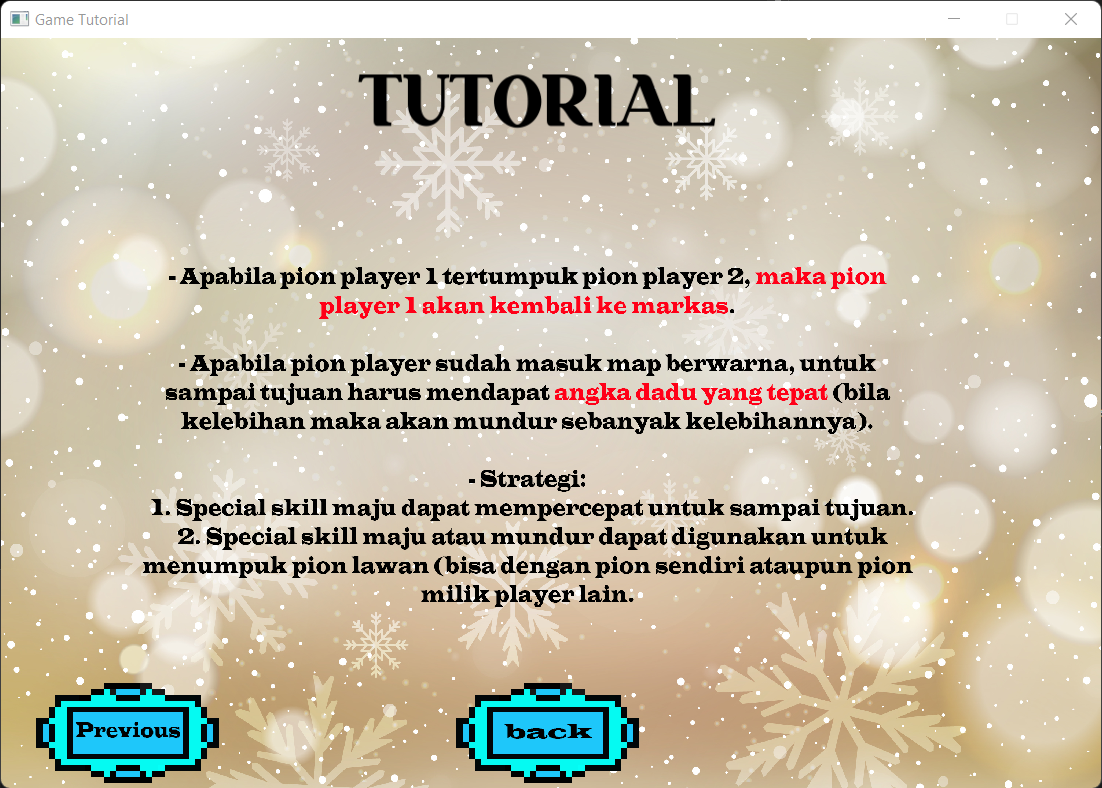 Game Tutorial
TUTORIAL
- Apabila pion player 1 tertumpuk pion player 2, maka pion
player 1 akan kembali ke markas.
- Apabila pion player sudah masuk map berwarna, untuk
sampai tujuan harus mendapat angka dadu yang tepat (bila
kelebihan maka akan mundur sebanyak kelebihannya).
- Strategi:
1. Special skill maju dapat mempercepat untuk sampai tujuan.
2. Special skill maju atau mundur dapat digunakan untuk
menumpuk pion lawan (bisa dengan pion sendiri ataupun pion
milik player lain.
Previous
back